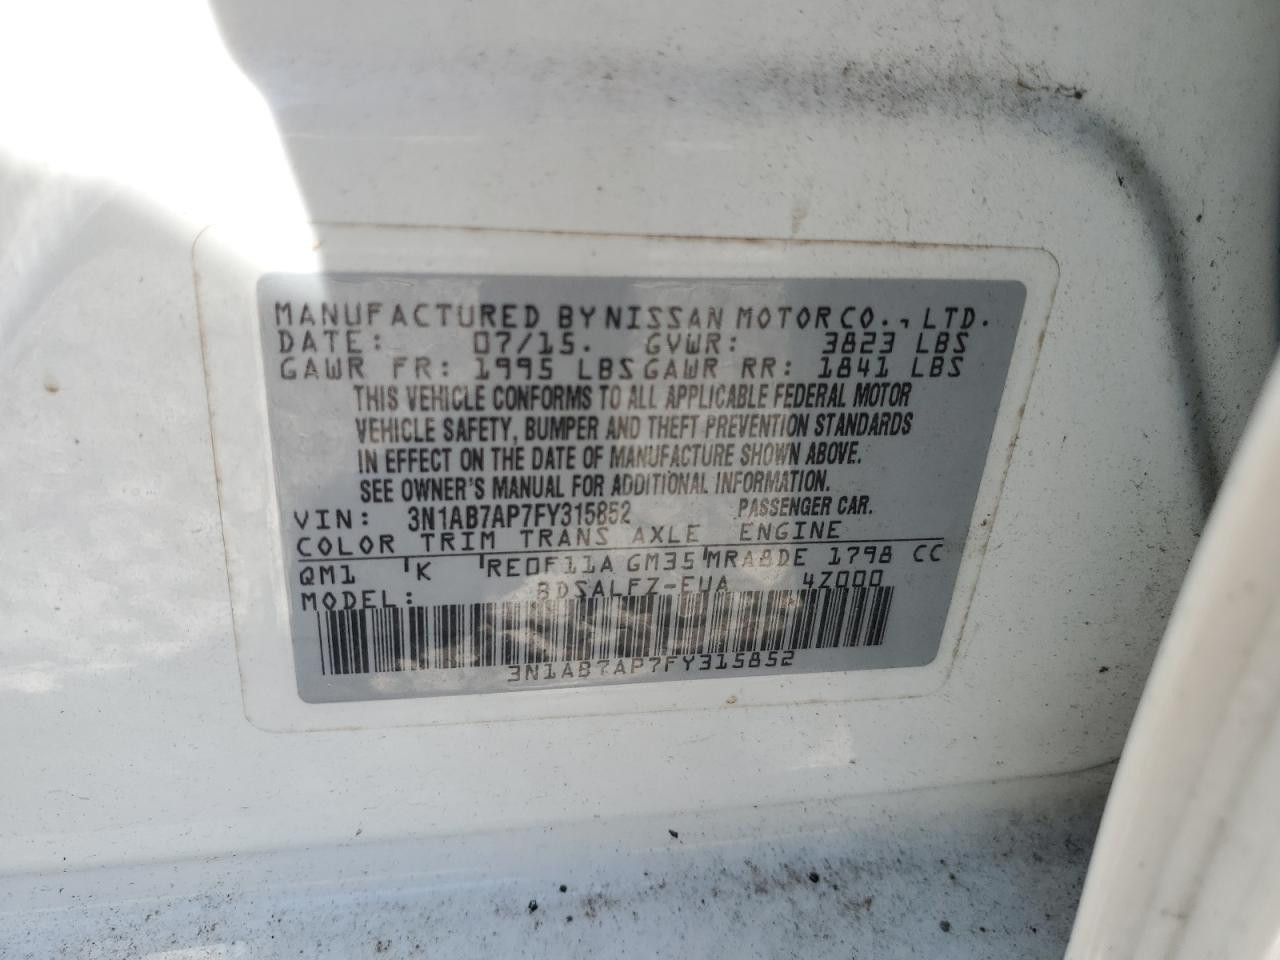 MANUFACTURED BY NISSAN MOTOR CO., LTD.
DATE: 07/15. GVWR: 3823 LBS
GAWR FR: 1995 LBS GAWR RR: 1841 LBS
THIS VEHICLE CONFORMS TO ALL APPLICABLE FEDERAL MOTOR
VEHICLE SAFETY, BUMPER AND THEFT PREVENTION STANDARDS
IN EFFECT ON THE DATE OF MANUFACTURE SHOWN ABOVE.
SEE OWNER'S MANUAL FOR ADDITIONAL INFORMATION.
VIN: 3N1AB7AP7FY315852 PASSENGER CAR.
COLOR TRIM TRANS AXLE ENGINE
QM1 K RE0F11A GM35 MRA8DE 1798 CC
MODEL: BDSALFZ-EUA 4Z000
3N1AB7AP7FY315852